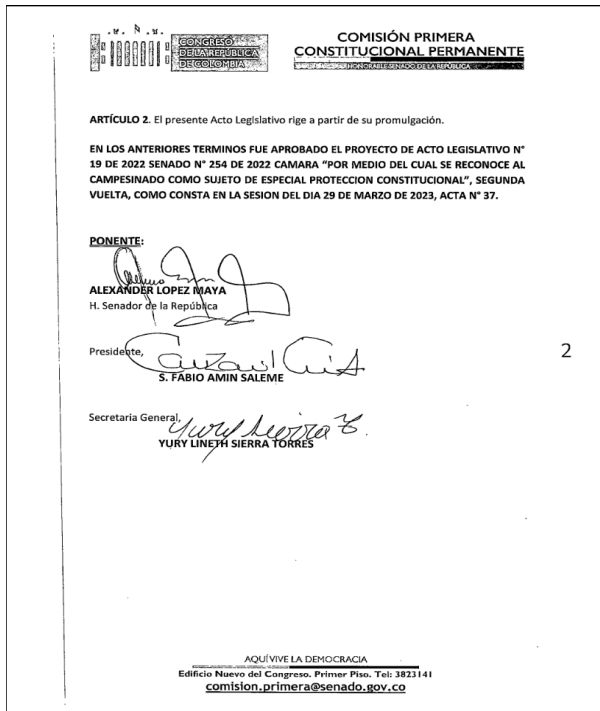 CONGRESO
DE LA REPÚBLICA
DE COLOMBIA
COMISIÓN PRIMERA
CONSTITUCIONAL PERMANENTE
HONORABLE SENADO DE LA REPÚBLICA
ARTÍCULO 2. El presente Acto Legislativo rige a partir de su promulgación.
EN LOS ANTERIORES TERMINOS FUE APROBADO EL PROYECTO DE ACTO LEGISLATIVO N°
19 DE 2022 SENADO N° 254 DE 2022 CAMARA “POR MEDIO DEL CUAL SE RECONOCE AL
CAMPESINADO COMO SUJETO DE ESPECIAL PROTECCION CONSTITUCIONAL”, SEGUNDA
VUELTA, COMO CONSTA EN LA SESION DEL DIA 29 DE MARZO DE 2023, ACTA N° 37.
PONENTE:
ALEXANDER LOPEZ MAYA
H. Senador de la República
Presidente,
S. FABIO AMIN SALEME
2
Secretaria General,
Yury Sierra T.
YURY LINETH SIERRA TORRES
AQUÍ VIVE LA DEMOCRACIA
Edificio Nuevo del Congreso. Primer Piso. Tel: 3823141
comision.primera@senado.gov.co